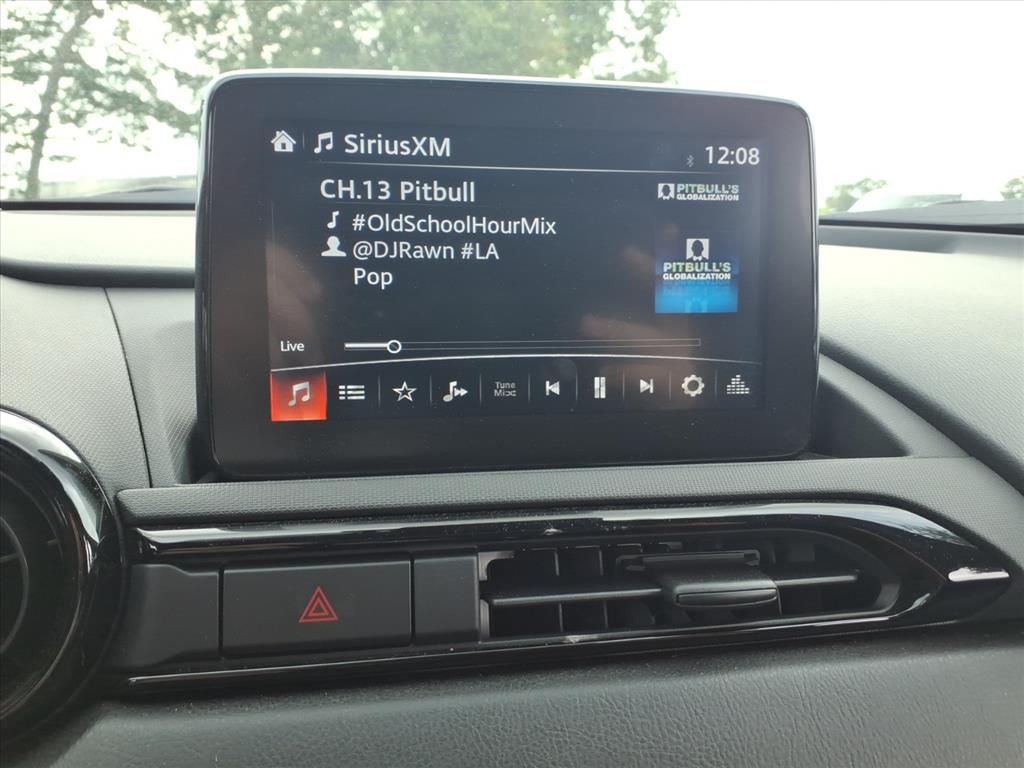 SiriusXM
12:08
CH.13 Pitbull
PITBULL'S
GLOBALIZATION
#OldSchoolHourMix
@DJRawn #LA
Pop
PITBULL'S
GLOBALIZATION
Live
Tune
Mix